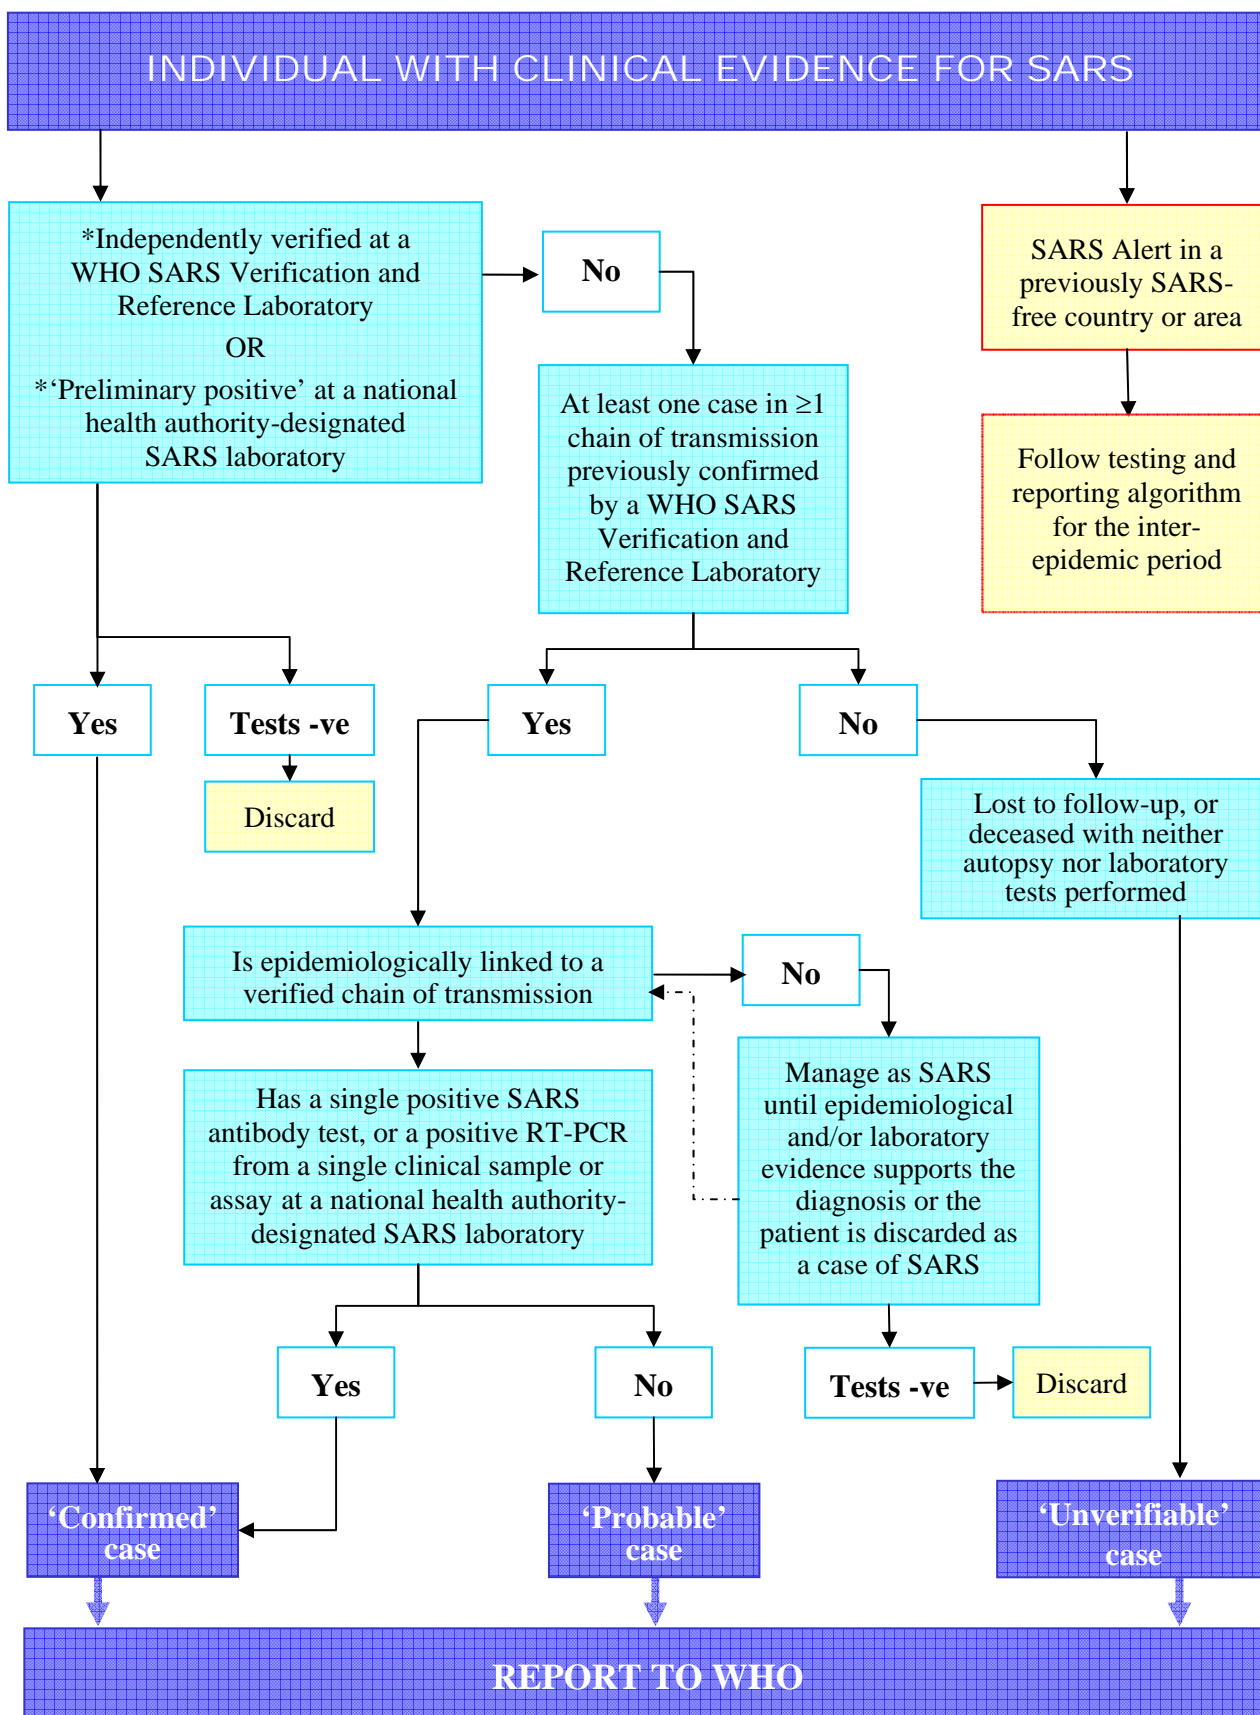 INDIVIDUAL WITH CLINICAL EVIDENCE FOR SARS
*Independently verified at a
WHO SARS Verification and
Reference Laboratory
OR
*‘Preliminary positive’ at a national
health authority-designated
SARS laboratory
No
SARS Alert in a
previously SARS-
free country or area
At least one case in ≥1
chain of transmission
previously confirmed
by a WHO SARS
Verification and
Reference Laboratory
Follow testing and
reporting algorithm
for the inter-
epidemic period
Yes
Tests -ve
Yes
No
Discard
Lost to follow-up, or
deceased with neither
autopsy nor laboratory
tests performed
Is epidemiologically linked to a
verified chain of transmission
No
Has a single positive SARS
antibody test, or a positive RT-PCR
from a single clinical sample or
assay at a national health authority-
designated SARS laboratory
Manage as SARS
until epidemiological
and/or laboratory
evidence supports the
diagnosis or the
patient is discarded as
a case of SARS
Yes
No
Tests -ve
Discard
‘Confirmed’
case
‘Probable’
case
‘Unverifiable’
case
REPORT TO WHO